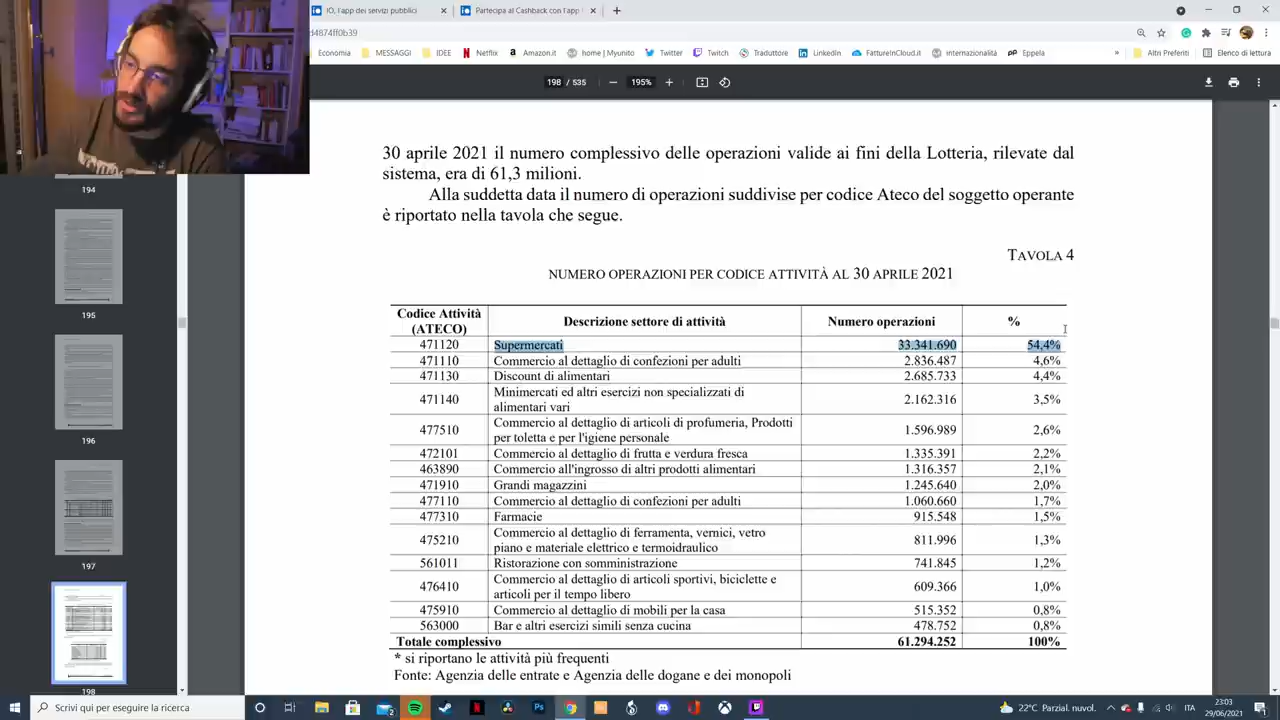 IO, l'app dei servizi pubblici
Partecipa al Cashback con l'app
d4874ff0b39
Economia
MESSAGGI
IDEE
Netflix
Amazon.it
home | Myunito
Twitter
Twitch
Traduttore
LinkedIn
FattureInCloud.it
internazionalità
Eppela
»
Altri Preferiti
Elenco di lettura
198 / 535
195%
194
195
196
197
198
30 aprile 2021 il numero complessivo delle operazioni valide ai fini della Lotteria, rilevate dal
sistema, era di 61,3 milioni.
Alla suddetta data il numero di operazioni suddivise per codice Ateco del soggetto operante
è riportato nella tavola che segue.
TAVOLA 4
NUMERO OPERAZIONI PER CODICE ATTIVITÀ AL 30 APRILE 2021
Codice Attività
(ATECO)
Descrizione settore di attività
Numero operazioni
%
471120 Supermercati 33.341.690 54,4%
471110 Commercio al dettaglio di confezioni per adulti 2.836.487 4,6%
471130 Discount di alimentari 2.685.733 4,4%
471140 Minimercati ed altri esercizi non specializzati di
alimentari vari 2.162.316 3,5%
477510 Commercio al dettaglio di articoli di profumeria, Prodotti
per toletta e per l'igiene personale 1.596.989 2,6%
472101 Commercio al dettaglio di frutta e verdura fresca 1.335.391 2,2%
463890 Commercio all'ingrosso di altri prodotti alimentari 1.316.357 2,1%
471910 Grandi magazzini 1.245.640 2,0%
477110 Commercio al dettaglio di confezioni per adulti 1.060.660 1,7%
477310 Farmacie 915.548 1,5%
475210 Commercio al dettaglio di ferramenta, vernici, vetro
piano e materiale elettrico e termoidraulico 811.996 1,3%
561011 Ristorazione con somministrazione 741.845 1,2%
476410 Commercio al dettaglio di articoli sportivi, biciclette e
articoli per il tempo libero 609.366 1,0%
475910 Commercio al dettaglio di mobili per la casa 515.352 0,8%
563000 Bar e altri esercizi simili senza cucina 478.752 0,8%
Totale complessivo 61.294.252 100%
* si riportano le attività più frequenti
Fonte: Agenzia delle entrate e Agenzia delle dogane e dei monopoli
Scrivi qui per eseguire la ricerca
22°C Parzial. nuvol.
ITA
23:03
29/06/2021